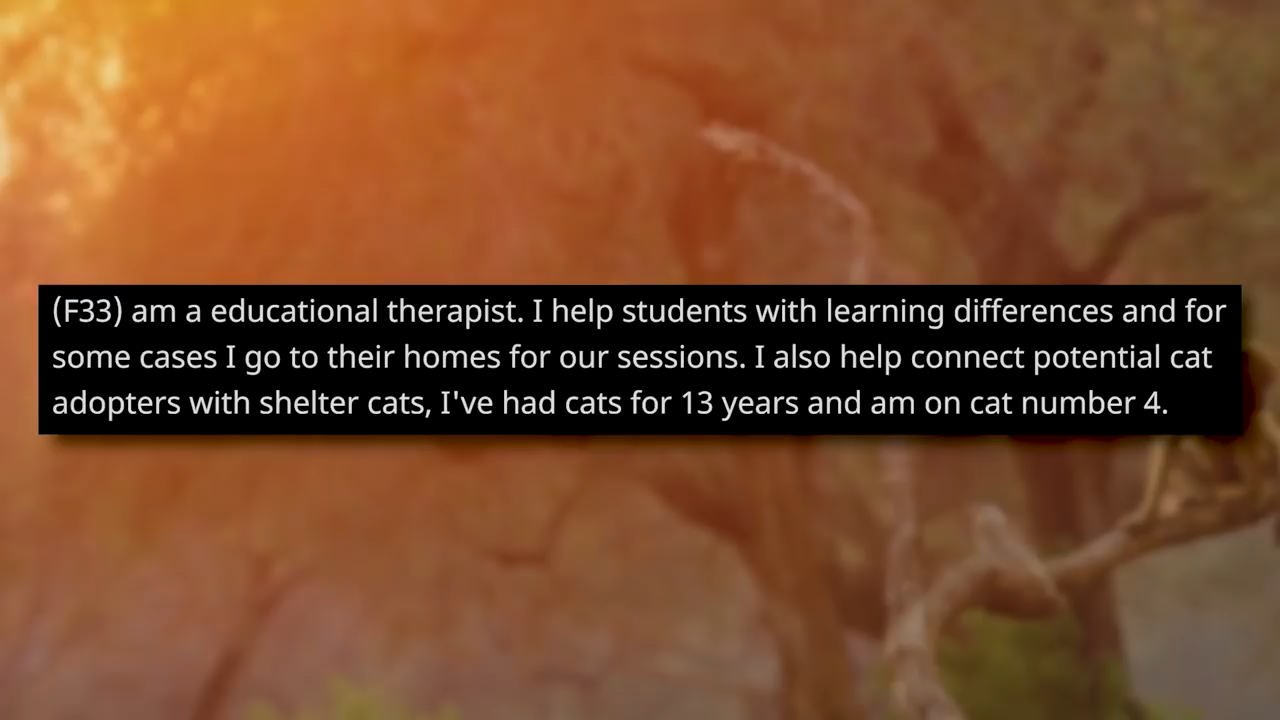 (F33) am a educational therapist. I help students with learning differences and for
some cases I go to their homes for our sessions. I also help connect potential cat
adopters with shelter cats, I've had cats for 13 years and am on cat number 4.